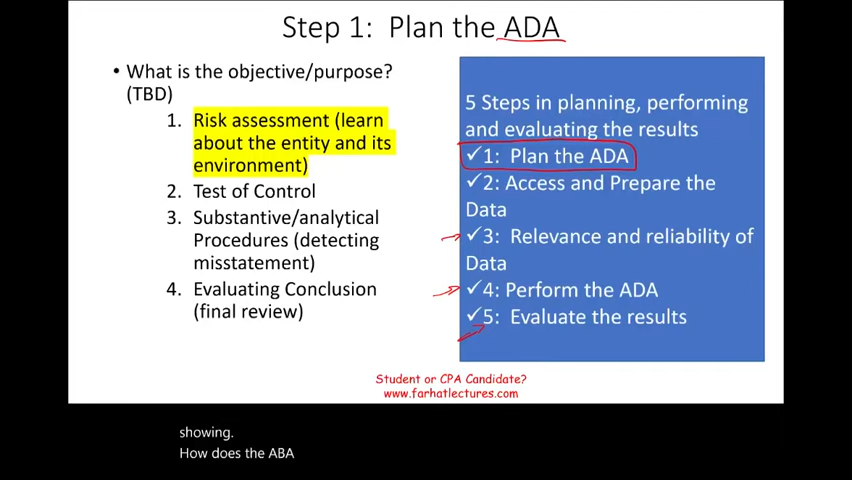 Step 1: Plan the ADA
• What is the objective/purpose?
(TBD)
1. Risk assessment (learn
about the entity and its
environment)
2. Test of Control
3. Substantive/analytical
Procedures (detecting
misstatement)
4. Evaluating Conclusion
(final review)
5 Steps in planning, performing
and evaluating the results
✓1: Plan the ADA
✓2: Access and Prepare the
Data
✓3: Relevance and reliability of
Data
✓4: Perform the ADA
✓5: Evaluate the results
Student or CPA Candidate?
www.farhatlectures.com
showing.
How does the ABA